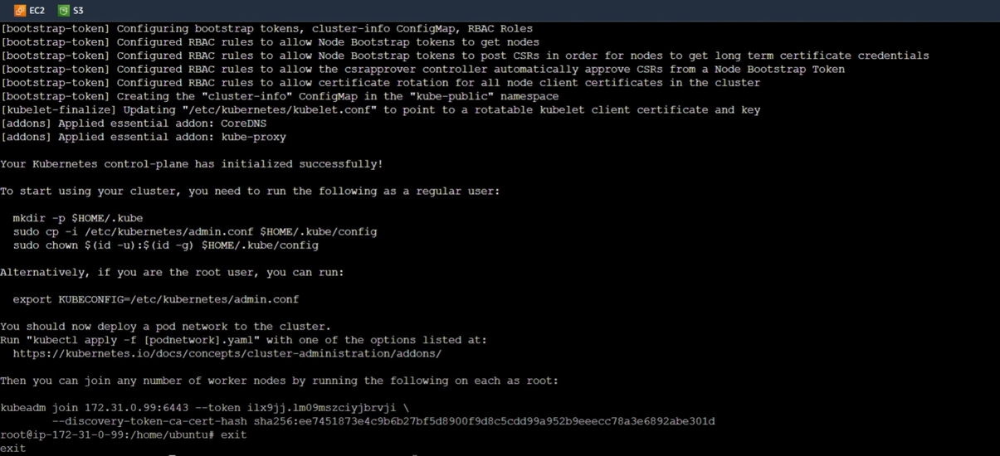 EC2 S3
[bootstrap-token] Configuring bootstrap tokens, cluster-info ConfigMap, RBAC Roles
[bootstrap-token] Configured RBAC rules to allow Node Bootstrap tokens to get nodes
[bootstrap-token] Configured RBAC rules to allow Node Bootstrap tokens to post CSRs in order for nodes to get long term certificate credentials
[bootstrap-token] Configured RBAC rules to allow the csrapprover controller automatically approve CSRs from a Node Bootstrap Token
[bootstrap-token] Configured RBAC rules to allow certificate rotation for all node client certificates in the cluster
[bootstrap-token] Creating the "cluster-info" ConfigMap in the "kube-public" namespace
[kubelet-finalize] Updating "/etc/kubernetes/kubelet.conf" to point to a rotatable kubelet client certificate and key
[addons] Applied essential addon: CoreDNS
[addons] Applied essential addon: kube-proxy
Your Kubernetes control-plane has initialized successfully!
To start using your cluster, you need to run the following as a regular user:
mkdir -p $HOME/.kube
sudo cp -i /etc/kubernetes/admin.conf $HOME/.kube/config
sudo chown $(id -u):$(id -g) $HOME/.kube/config
Alternatively, if you are the root user, you can run:
export KUBECONFIG=/etc/kubernetes/admin.conf
You should now deploy a pod network to the cluster.
Run "kubectl apply -f [podnetwork].yaml" with one of the options listed at:
https://kubernetes.io/docs/concepts/cluster-administration/addons/
Then you can join any number of worker nodes by running the following on each as root:
kubeadm join 172.31.0.99:6443 --token ilx9jj.lm09mszciyjbrvji \
--discovery-token-ca-cert-hash sha256:ee7451873e4c9b6b27bf5d8900f9d8c5cdd99a952b9eeecc78a3e6892abe301d
root@ip-172-31-0-99:/home/ubuntu# exit
exit